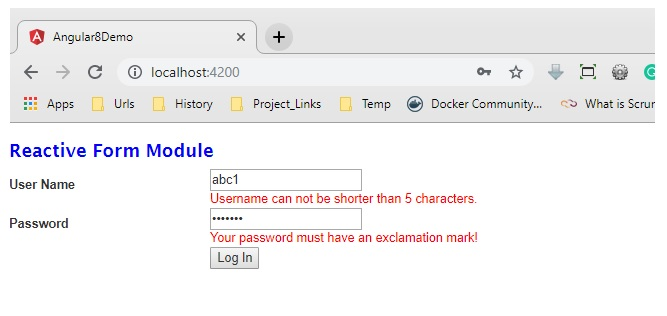 Angular8Demo
localhost:4200
Apps Urls History Project_Links Temp Docker Community... What is Scrur
Reactive Form Module
User Name abc1
Username can not be shorter than 5 characters.
Password •••••••
Your password must have an exclamation mark!
Log In